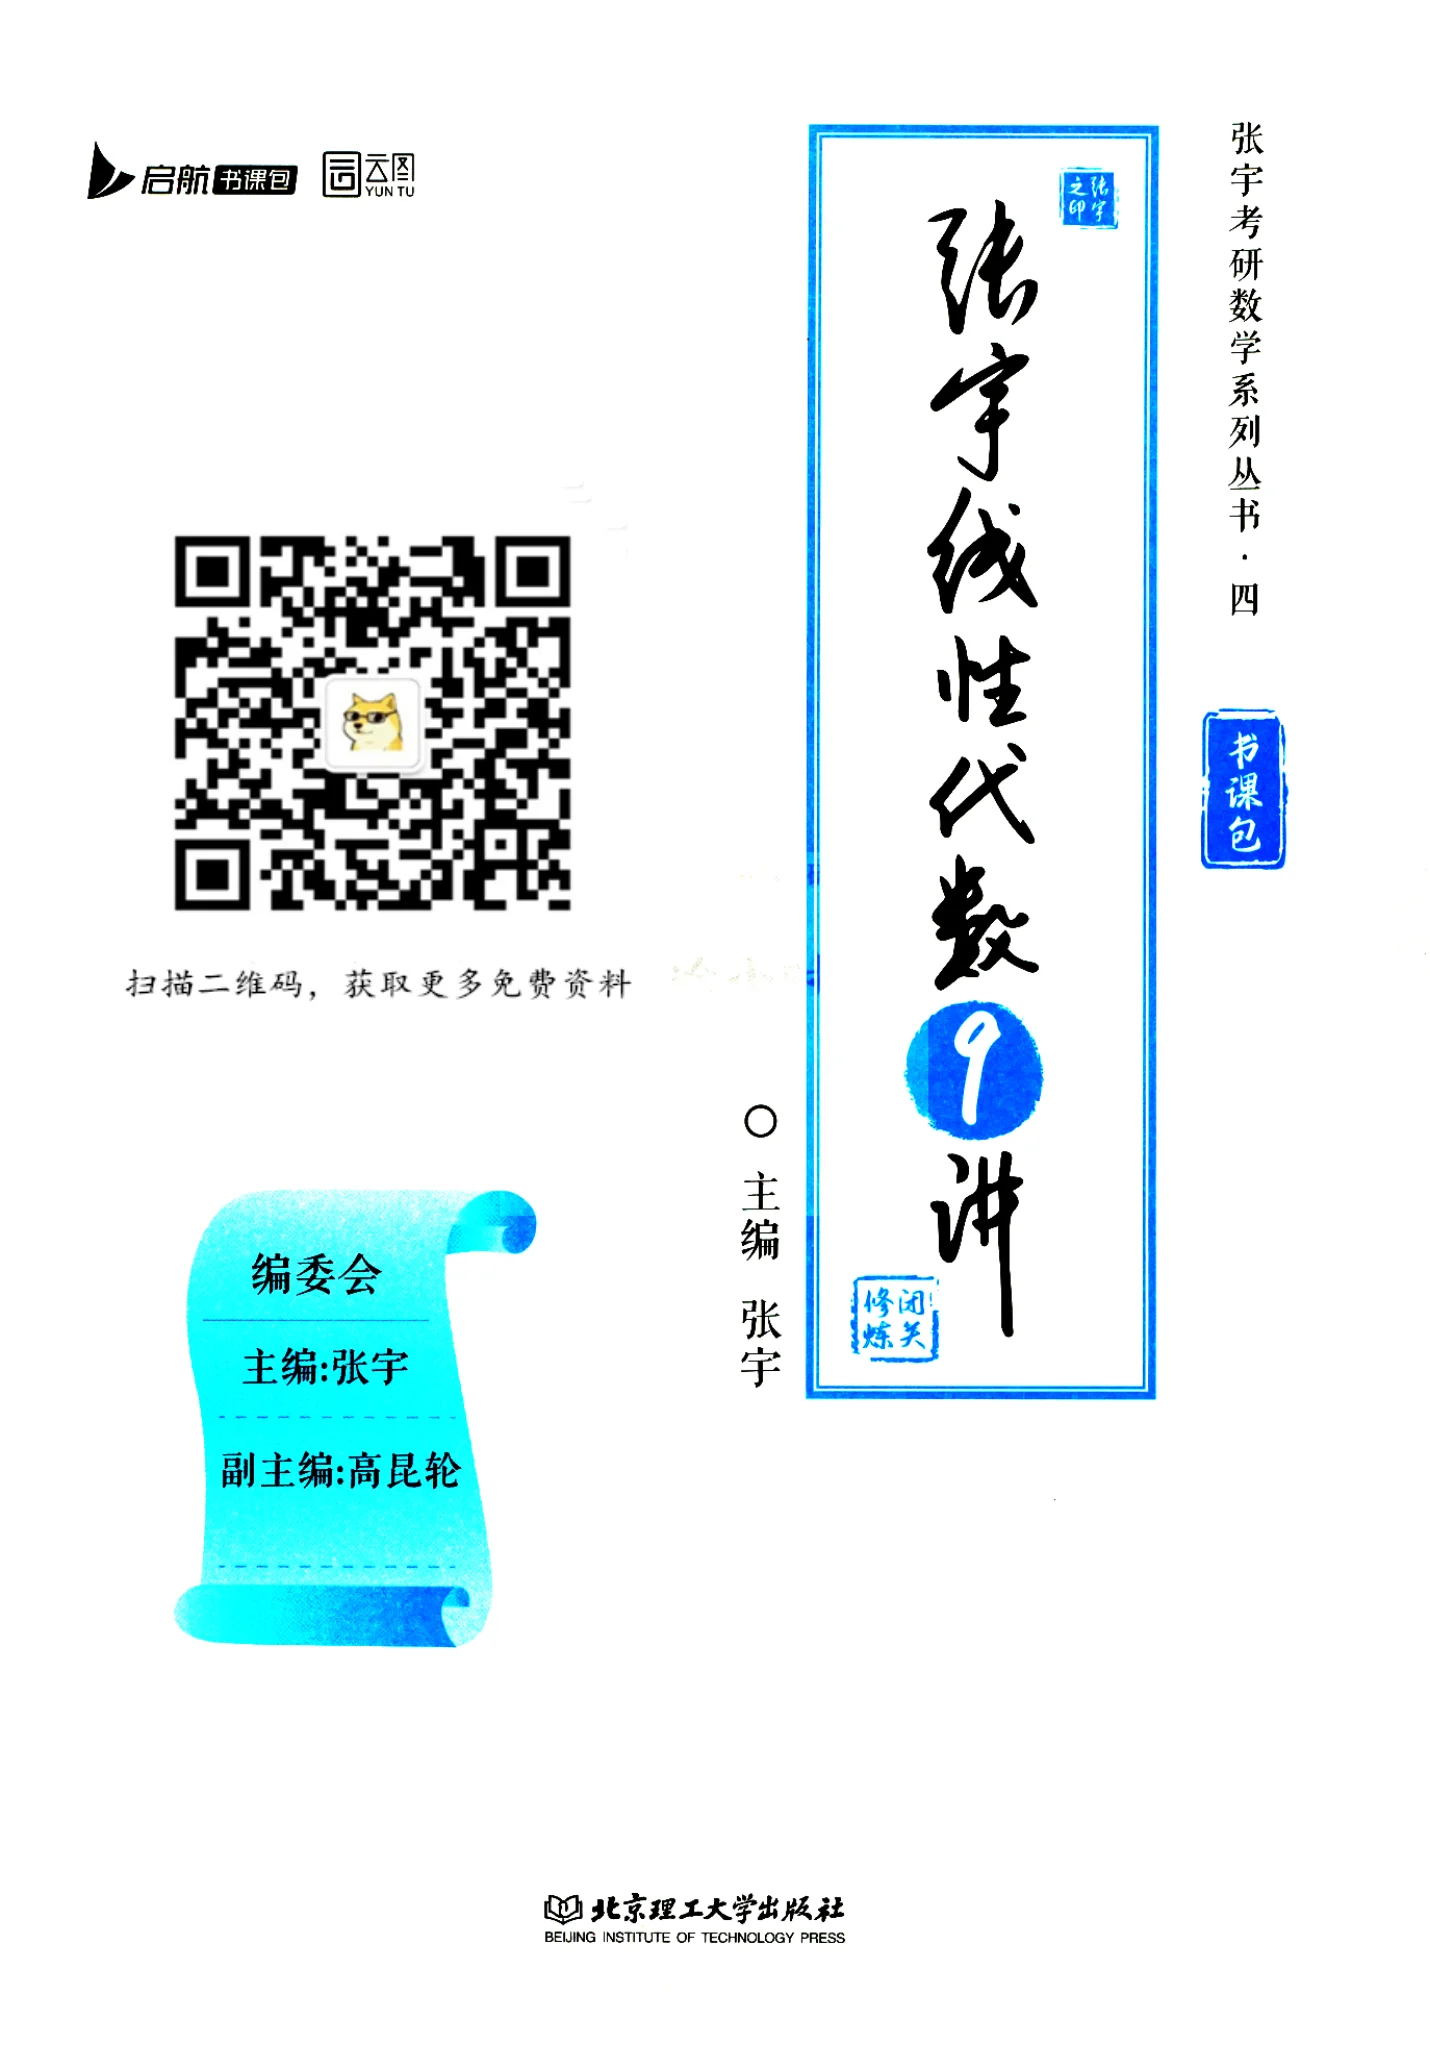 启航 书课包
云图
YUN TU
张宇考研数学系列丛书·四
书课包
张宇之印
张宇线性代数9讲
闭关修炼
主编 张宇
扫描二维码，获取更多免费资料
编委会
主编:张宇
副主编:高昆轮
北京理工大学出版社
BEIJING INSTITUTE OF TECHNOLOGY PRESS